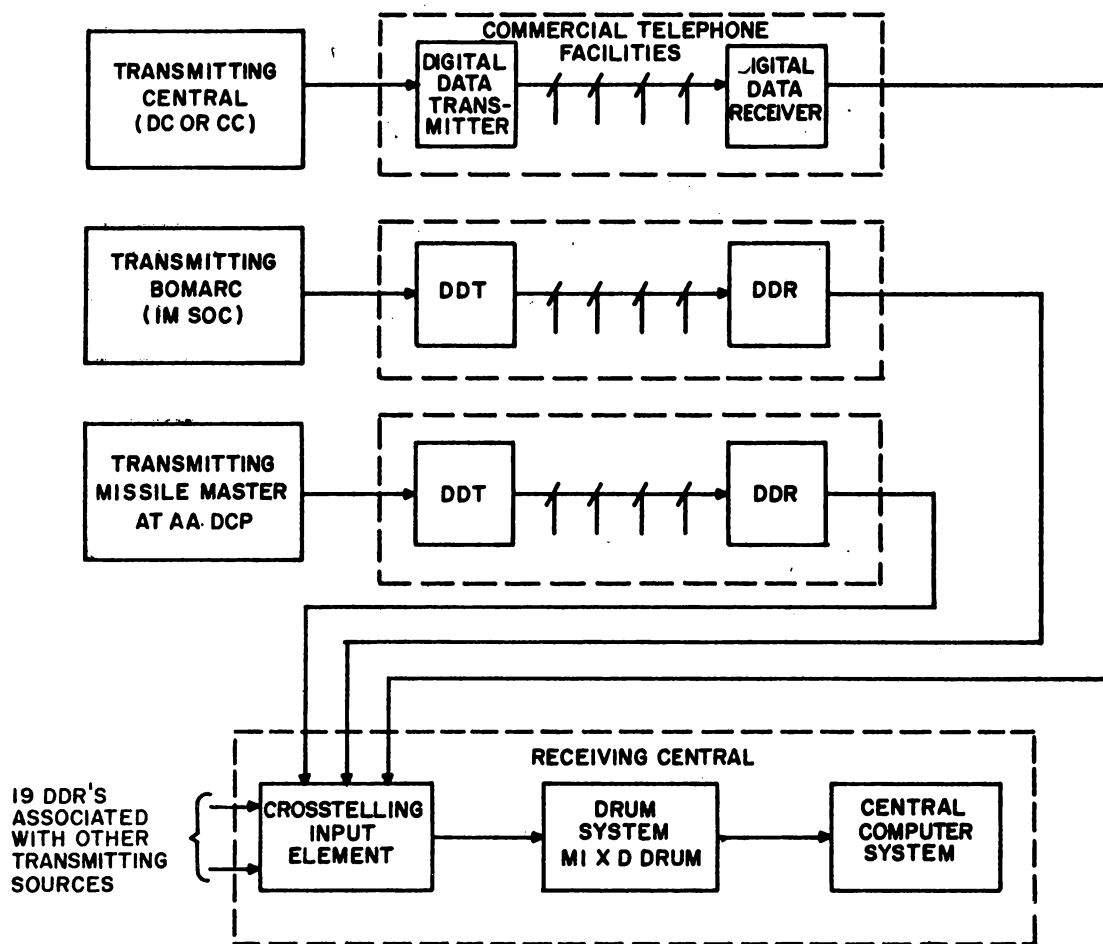 COMMERCIAL TELEPHONE
FACILITIES
TRANSMITTING
CENTRAL
(DC OR CC)
DIGITAL
DATA
TRANS-
MITTER
IGITAL
DATA
RECEIVER
TRANSMITTING
BOMARC
(IM SOC)
DDT
DDR
TRANSMITTING
MISSILE MASTER
AT AA DCP
DDT
DDR
RECEIVING CENTRAL
19 DDR'S
ASSOCIATED
WITH OTHER
TRANSMITTING
SOURCES
CROSSTELLING
INPUT
ELEMENT
DRUM
SYSTEM
MI X D DRUM
CENTRAL
COMPUTER
SYSTEM